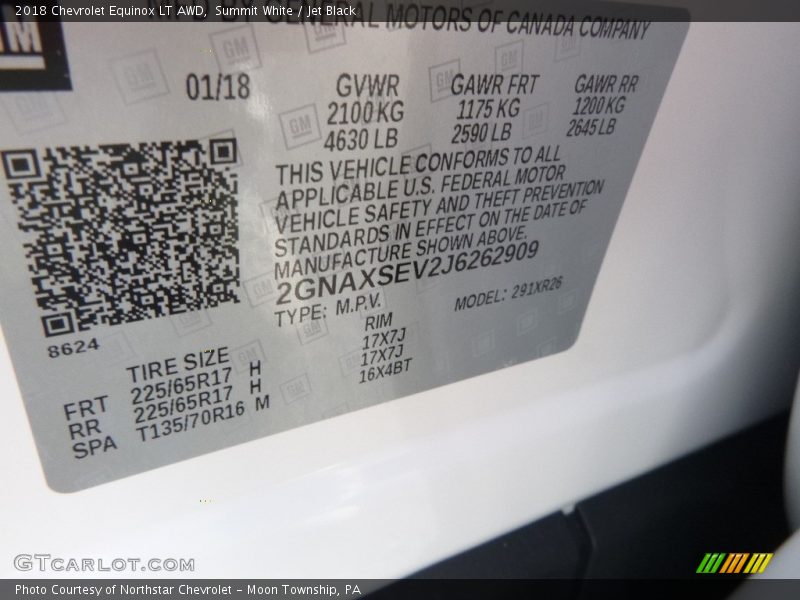 2018 Chevrolet Equinox LT AWD, Summit White / Jet Black
GM
MFD BY GENERAL MOTORS OF CANADA COMPANY
01/18 GVWR GAWR FRT GAWR RR
2100 KG 1175 KG 1200 KG
4630 LB 2590 LB 2645 LB
THIS VEHICLE CONFORMS TO ALL
APPLICABLE U.S. FEDERAL MOTOR
VEHICLE SAFETY AND THEFT PREVENTION
STANDARDS IN EFFECT ON THE DATE OF
MANUFACTURE SHOWN ABOVE.
2GNAXSEV2J6262909
TYPE: M.P.V. MODEL: 291XR26
8624
TIRE SIZE RIM
FRT 225/65R17 H 17X7J
RR 225/65R17 H 17X7J
SPA T135/70R16 M 16X4BT
GTCARLOT.COM
Photo Courtesy of Northstar Chevrolet - Moon Township, PA